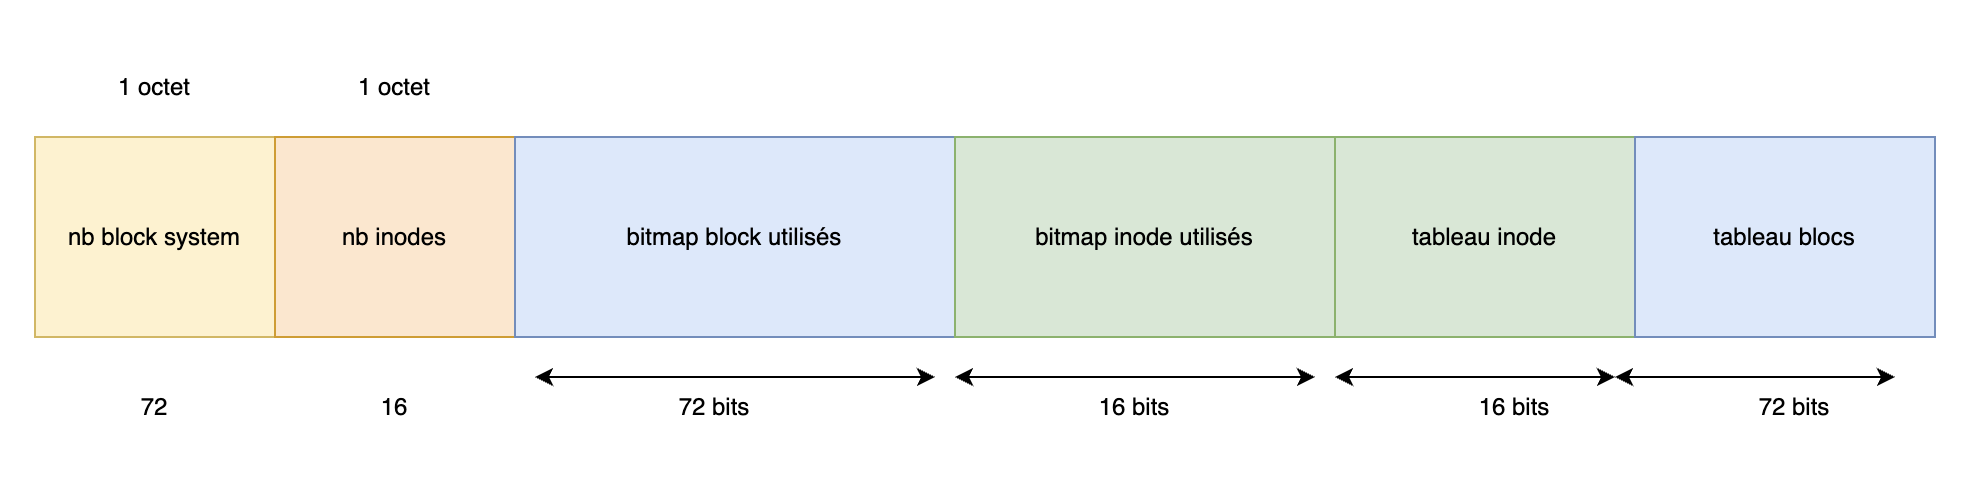 1 octet
1 octet
nb block system
nb inodes
bitmap block utilisés
bitmap inode utilisés
tableau inode
tableau blocs
72
16
72 bits
16 bits
16 bits
72 bits